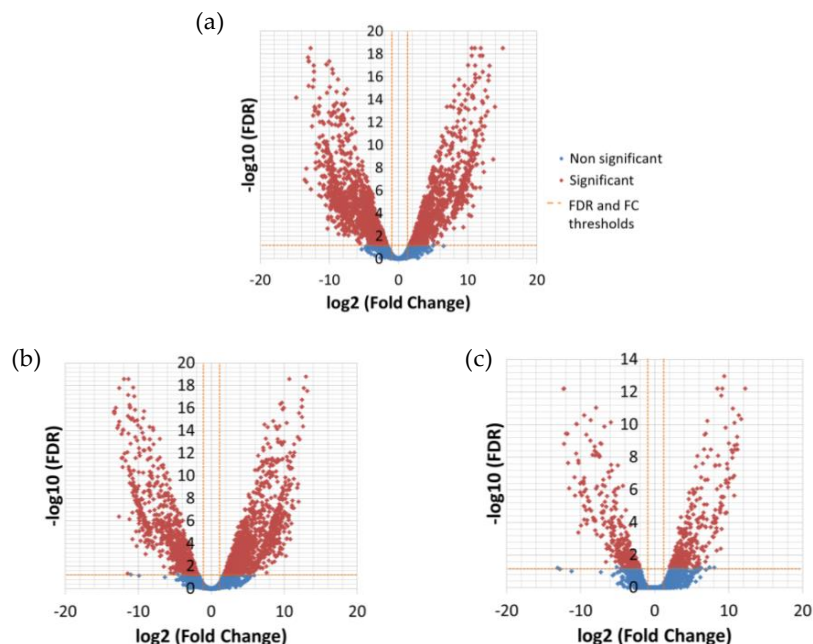 (a)
20
18
16
14
12
10
8
6
4
2
0
-20 -10 0 10 20
-log10 (FDR)
log2 (Fold Change)
Non significant
Significant
FDR and FC
thresholds
(b)
20
18
16
14
12
10
8
6
4
2
0
-20 -10 0 10 20
-log10 (FDR)
log2 (Fold Change)
(c)
14
12
10
8
6
4
2
0
-20 -10 0 10 20
-log10 (FDR)
log2 (Fold Change)